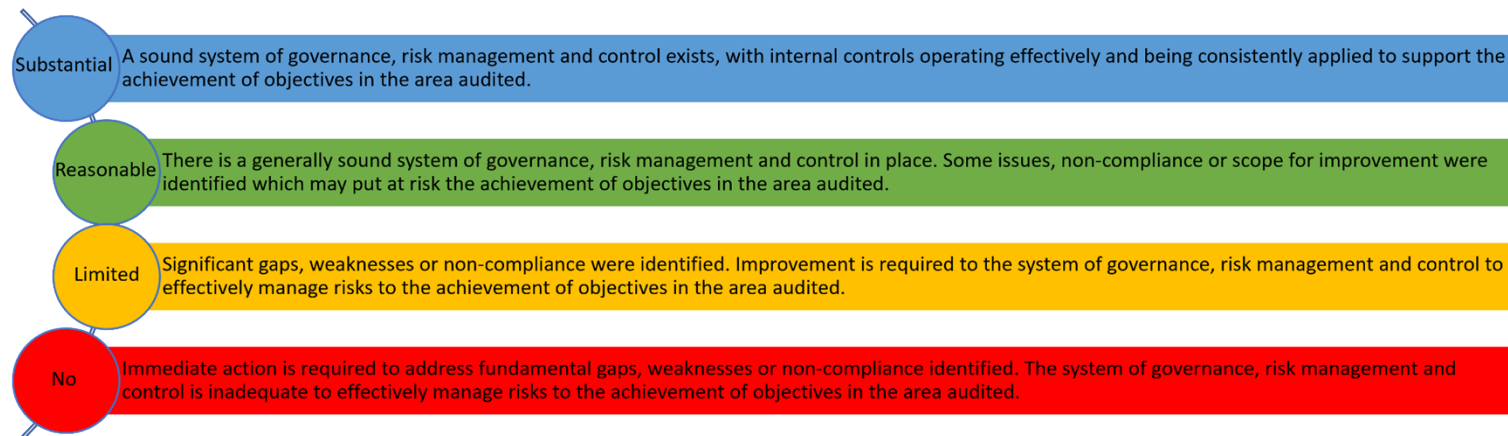 Substantial
A sound system of governance, risk management and control exists, with internal controls operating effectively and being consistently applied to support the
achievement of objectives in the area audited.
Reasonable
There is a generally sound system of governance, risk management and control in place. Some issues, non-compliance or scope for improvement were
identified which may put at risk the achievement of objectives in the area audited.
Limited
Significant gaps, weaknesses or non-compliance were identified. Improvement is required to the system of governance, risk management and control to
effectively manage risks to the achievement of objectives in the area audited.
No
Immediate action is required to address fundamental gaps, weaknesses or non-compliance identified. The system of governance, risk management and
control is inadequate to effectively manage risks to the achievement of objectives in the area audited.